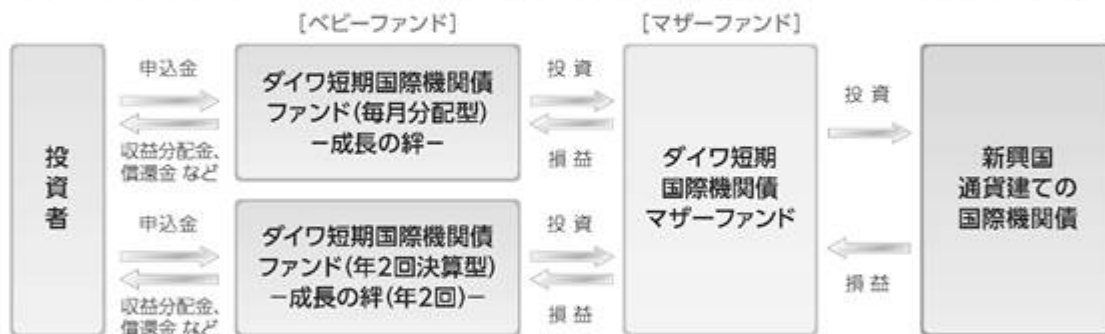 [ベビーファンド]
[マザーファンド]
投資者
申込金
収益分配金、
償還金 など
ダイワ短期国際機関債
ファンド(毎月分配型)
－成長の絆－
投 資
損 益
申込金
収益分配金、
償還金 など
ダイワ短期国際機関債
ファンド(年2回決算型)
－成長の絆(年2回)－
投 資
損 益
ダイワ短期
国際機関債
マザーファンド
投 資
損 益
新興国
通貨建ての
国際機関債